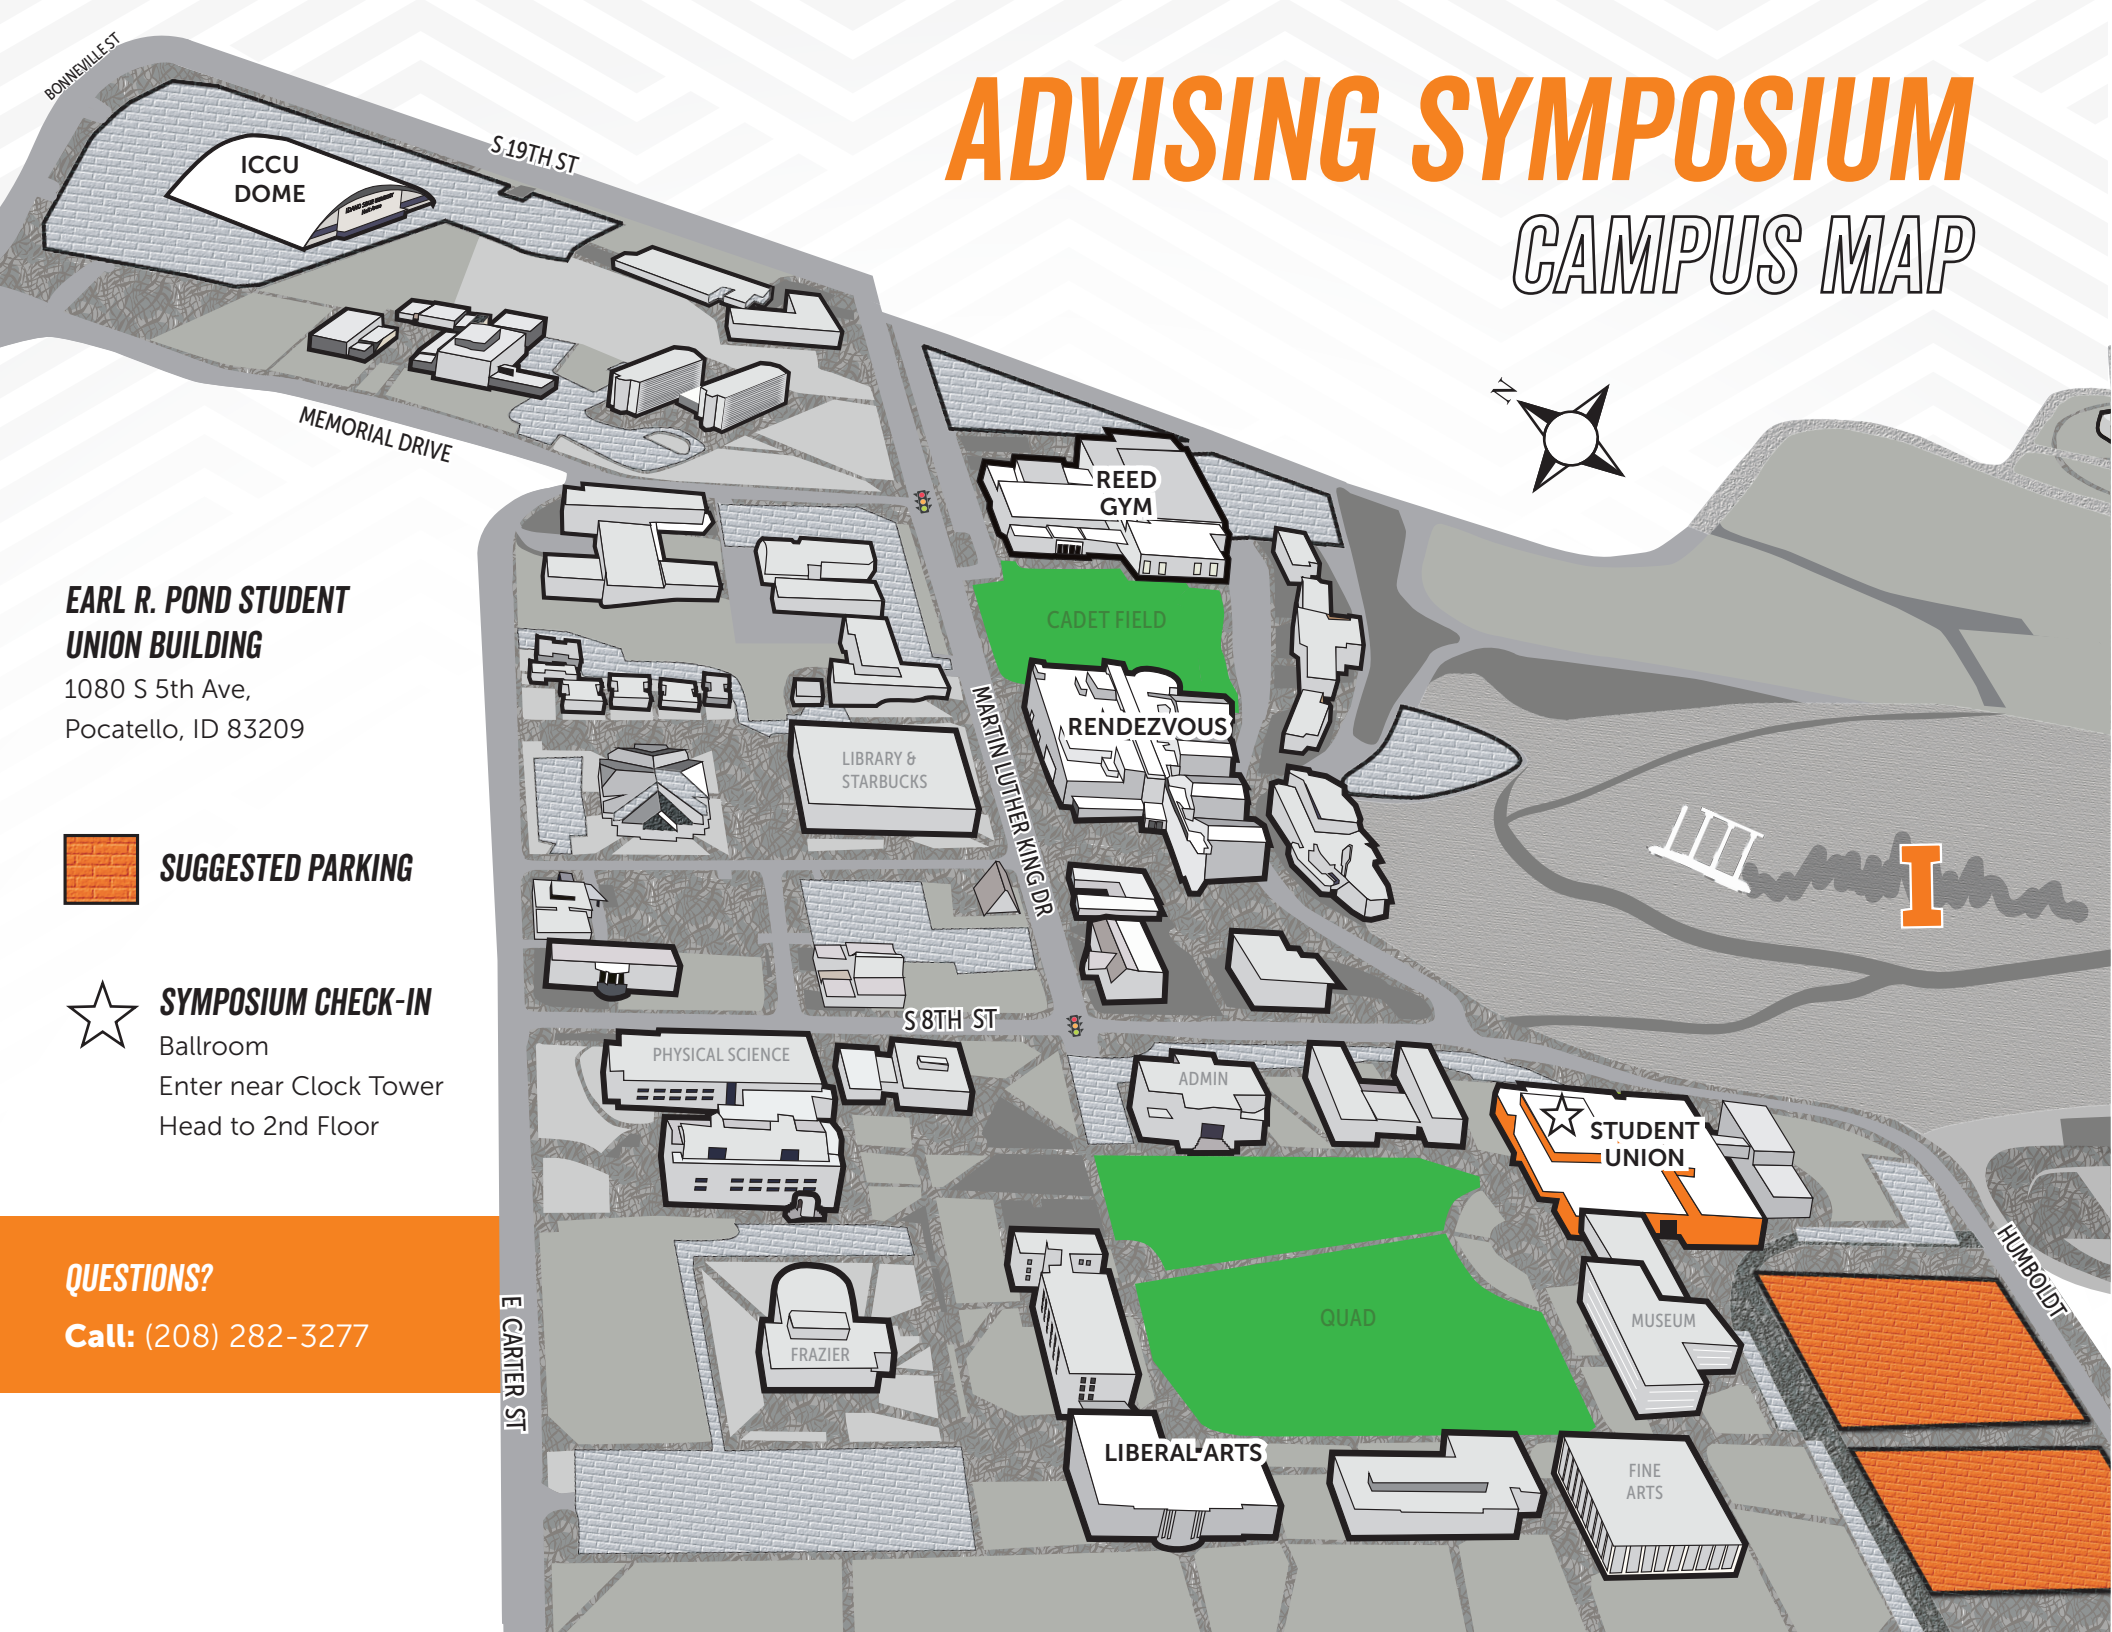 BONNEVILLE ST
S 19TH ST
ADVISING SYMPOSIUM
CAMPUS MAP
ICCU
DOME
MEMORIAL DRIVE
N
REED
GYM
CADET FIELD
EARL R. POND STUDENT
UNION BUILDING
1080 S 5th Ave,
Pocatello, ID 83209
RENDEZVOUS
MARTIN LUTHER KING DR
LIBRARY &
STARBUCKS
SUGGESTED PARKING
I
SYMPOSIUM CHECK-IN
Ballroom
Enter near Clock Tower
Head to 2nd Floor
S 8TH ST
PHYSICAL SCIENCE
ADMIN
STUDENT
UNION
HUMBOLDT
QUESTIONS?
Call: (208) 282-3277
E CARTER ST
FRAZIER
QUAD
MUSEUM
LIBERAL ARTS
FINE
ARTS